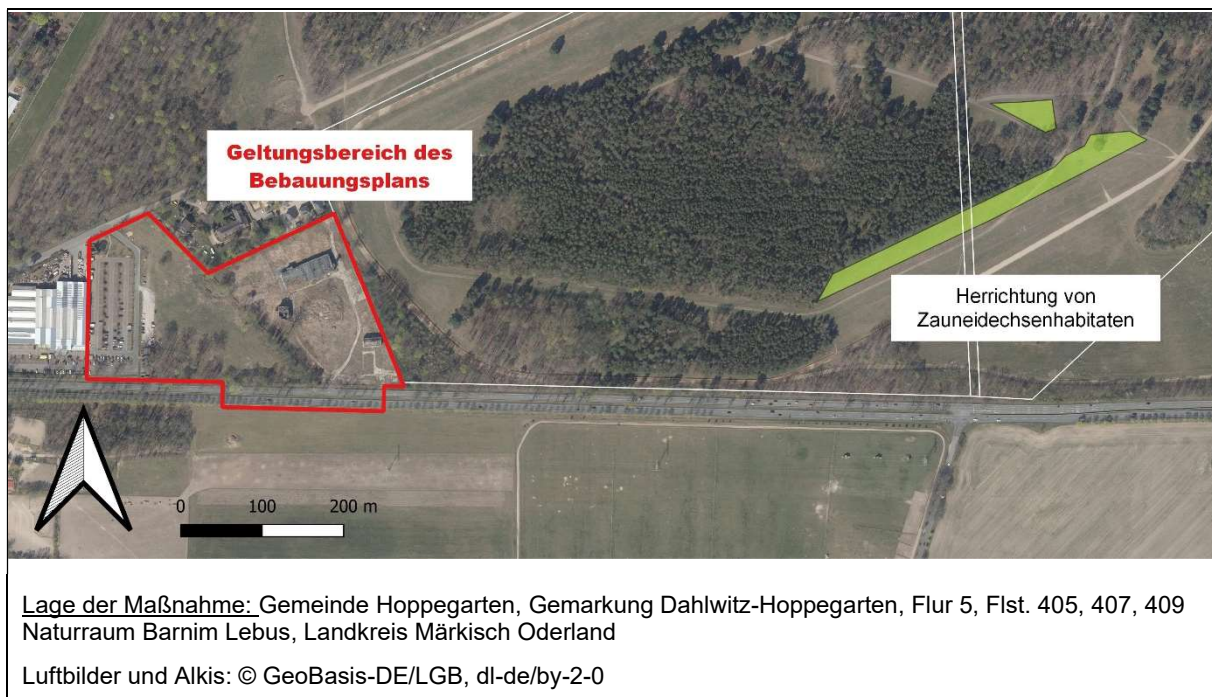 Geltungsbereich des
Bebauungsplans
Herrichtung von
Zauneidechsenhabitaten
0 100 200 m
Lage der Maßnahme: Gemeinde Hoppegarten, Gemarkung Dahlwitz-Hoppegarten, Flur 5, Flst. 405, 407, 409
Naturraum Barnim Lebus, Landkreis Märkisch Oderland
Luftbilder und Alkis: © GeoBasis-DE/LGB, dl-de/by-2-0